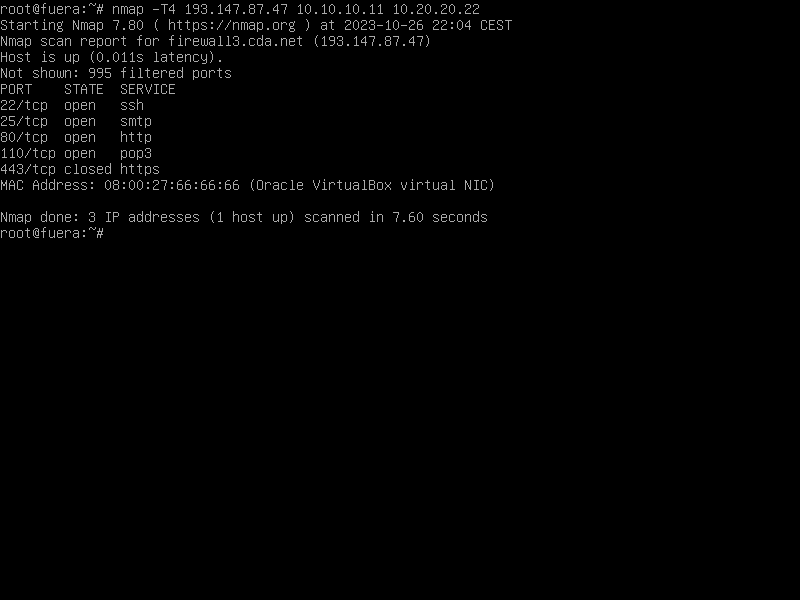 root@fuera:~# nmap -T4 193.147.87.47 10.10.10.11 10.20.20.22
Starting Nmap 7.80 ( https://nmap.org ) at 2023-10-26 22:04 CEST
Nmap scan report for firewall3.cda.net (193.147.87.47)
Host is up (0.011s latency).
Not shown: 995 filtered ports
PORT    STATE  SERVICE
22/tcp  open   ssh
25/tcp  open   smtp
80/tcp  open   http
110/tcp open   pop3
443/tcp closed https
MAC Address: 08:00:27:66:66:66 (Oracle VirtualBox virtual NIC)
Nmap done: 3 IP addresses (1 host up) scanned in 7.60 seconds
root@fuera:~#